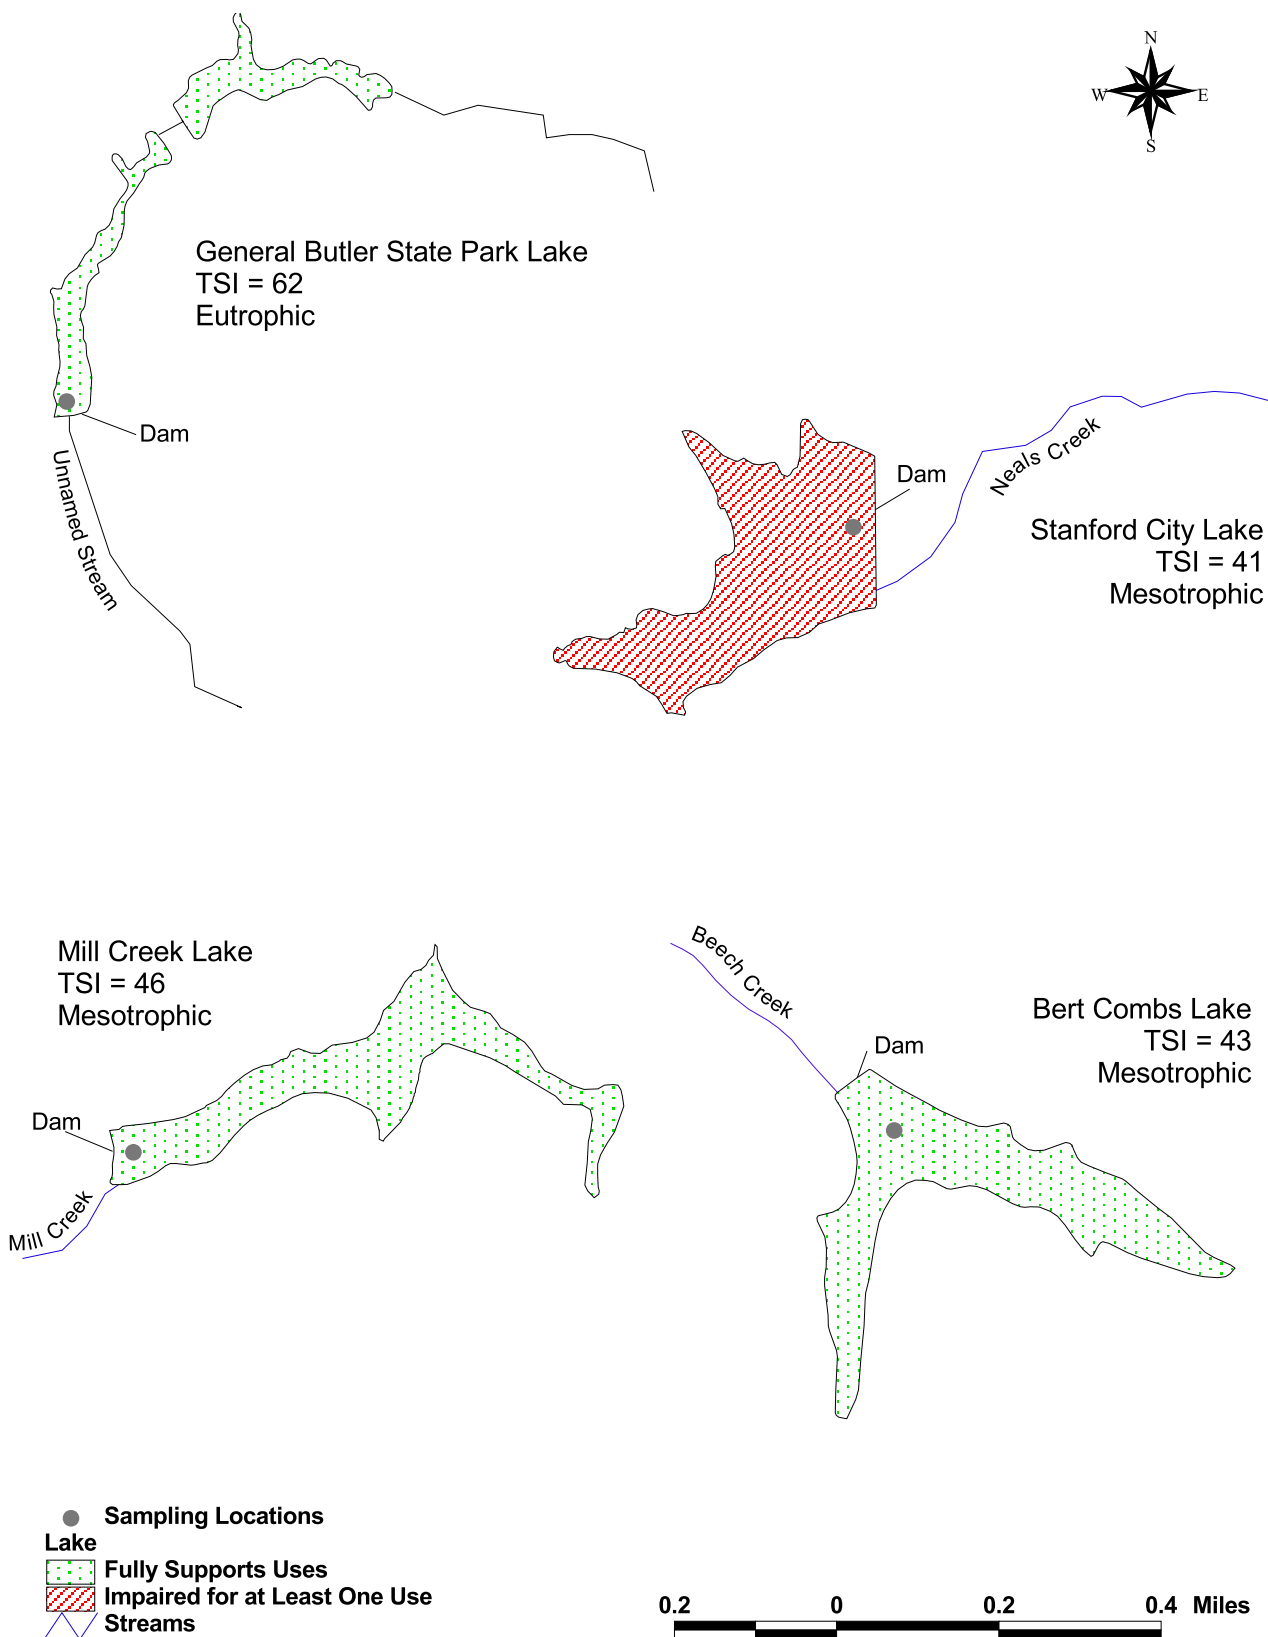 N
W E
S
General Butler State Park Lake
TSI = 62
Eutrophic
Dam
Unnamed Stream
Dam
Neals Creek
Stanford City Lake
TSI = 41
Mesotrophic
Mill Creek Lake
TSI = 46
Mesotrophic
Dam
Mill Creek
Beech Creek
Dam
Bert Combs Lake
TSI = 43
Mesotrophic
Sampling Locations
Lake
Fully Supports Uses
Impaired for at Least One Use
Streams
0.2 0 0.2 0.4 Miles